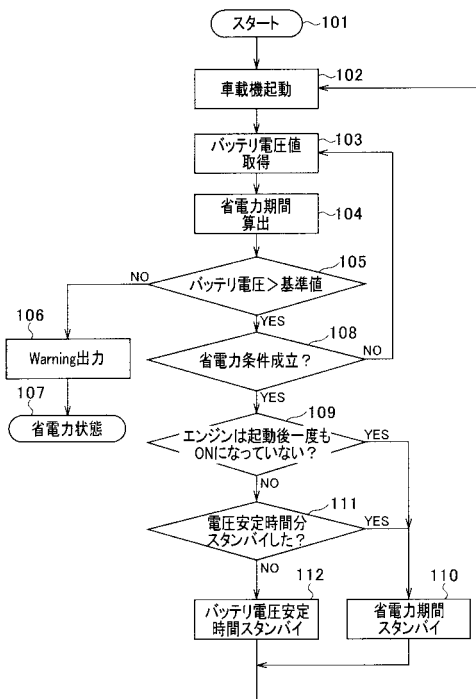 スタート
101
車載機起動
102
バッテリ電圧値
取得
103
省電力期間
算出
104
バッテリ電圧＞基準値
105
NO
YES
106
Warning出力
107
省電力状態
108
省電力条件成立？
NO
YES
109
エンジンは起動後一度も
ONになっていない？
YES
NO
111
電圧安定時間分
スタンバイした？
YES
NO
112
バッテリ電圧安定
時間スタンバイ
110
省電力期間
スタンバイ